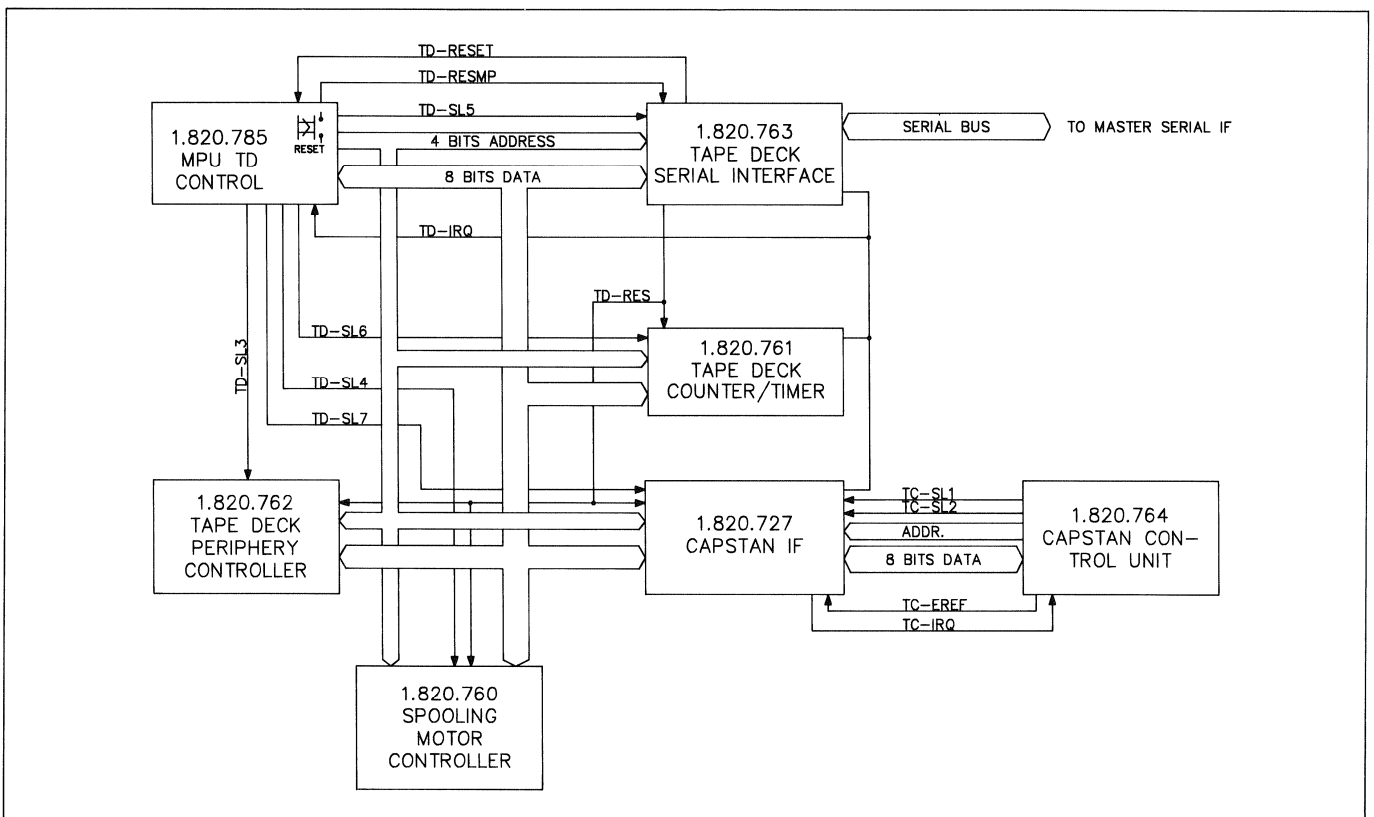 TD-RESET
TD-RESMP
TD-SL5
4 BITS ADDRESS
8 BITS DATA
1.820.785
MPU TD
CONTROL
RESET
1.820.763
TAPE DECK
SERIAL INTERFACE
SERIAL BUS
TO MASTER SERIAL IF
TD-IRQ
TD-RES
TD-SL3
TD-SL6
TD-SL4
TD-SL7
1.820.761
TAPE DECK
COUNTER/TIMER
1.820.762
TAPE DECK
PERIPHERY
CONTROLLER
1.820.727
CAPSTAN IF
TC-SL1
TC-SL2
ADDR.
8 BITS DATA
1.820.764
CAPSTAN CON-
TROL UNIT
TC-EREF
TC-IRQ
1.820.760
SPOOLING
MOTOR
CONTROLLER